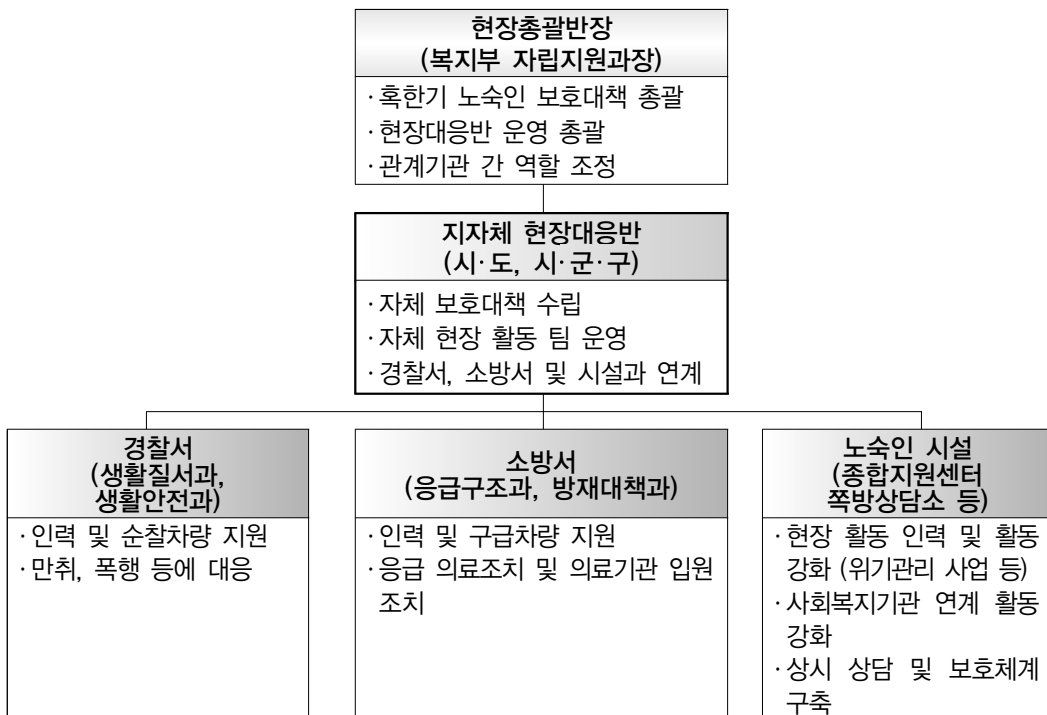 현장총괄반장
(복지부 자립지원과장)
·혹한기 노숙인 보호대책 총괄
·현장대응반 운영 총괄
·관계기관 간 역할 조정
지자체 현장대응반
(시·도, 시·군·구)
·자체 보호대책 수립
·자체 현장 활동 팀 운영
·경찰서, 소방서 및 시설과 연계
경찰서
(생활질서과,
생활안전과)
·인력 및 순찰차량 지원
·만취, 폭행 등에 대응
소방서
(응급구조과, 방재대책과)
·인력 및 구급차량 지원
·응급 의료조치 및 의료기관 입원
조치
노숙인 시설
(종합지원센터
쪽방상담소 등)
·현장 활동 인력 및 활동
강화 (위기관리 사업 등)
·사회복지기관 연계 활동
강화
·상시 상담 및 보호체계
구축